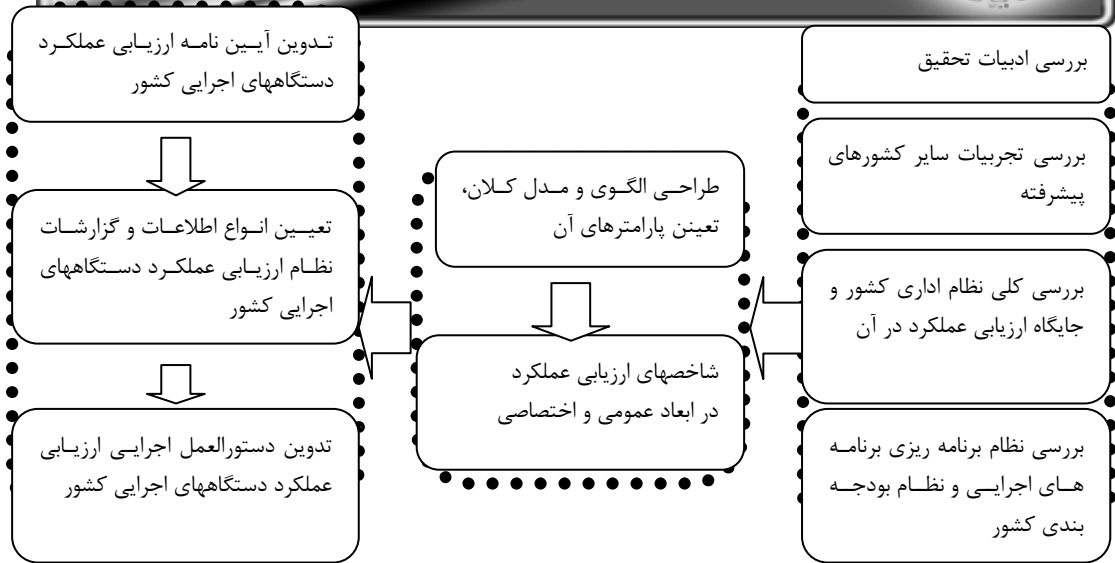 بررسی ادبیات تحقیق
بررسی تجربیات سایر کشورهای
پیشرفته
بررسی کلی نظام اداری کشور و
جایگاه ارزیابی عملکرد در آن
بررسی نظام برنامه ریزی برنامه
های اجرایی و نظام بودجه
بندی کشور
طراحی الگوی و مدل کلان،
تعینن پارامترهای آن
شاخصهای ارزیابی عملکرد
در ابعاد عمومی و اختصاصی
تدوین آیین نامه ارزیابی عملکرد
دستگاههای اجرایی کشور
تعیین انواع اطلاعات و گزارشات
نظام ارزیابی عملکرد دستگاههای
اجرایی کشور
تدوین دستورالعمل اجرایی ارزیابی
عملکرد دستگاههای اجرایی کشور